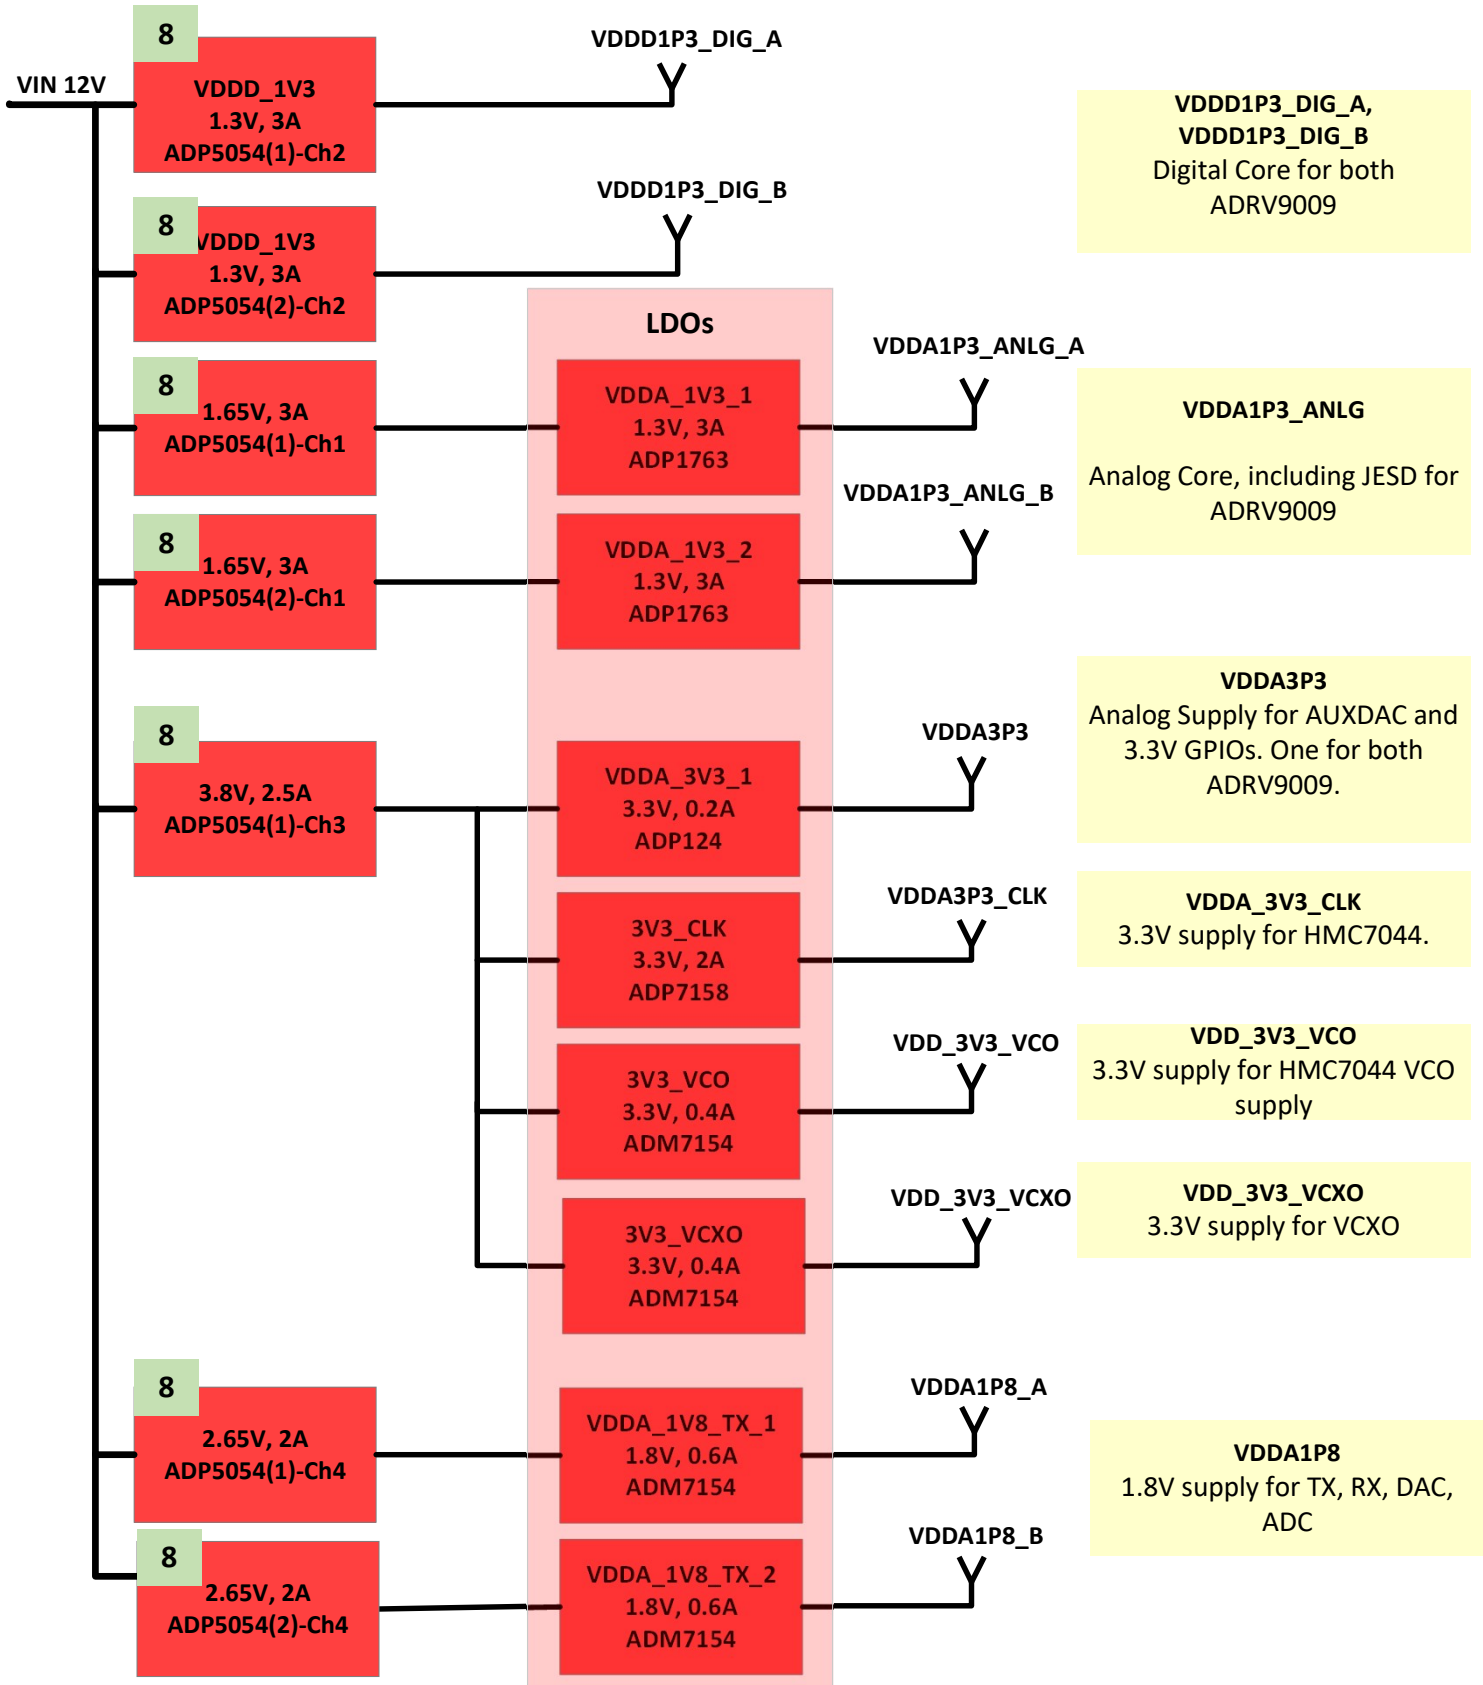 VIN 12V
8
VDDD_1V3
1.3V, 3A
ADP5054(1)-Ch2
VDDD1P3_DIG_A
VDDD1P3_DIG_A,
VDDD1P3_DIG_B
Digital Core for both
ADRV9009
8
VDDD_1V3
1.3V, 3A
ADP5054(2)-Ch2
VDDD1P3_DIG_B
LDOs
8
1.65V, 3A
ADP5054(1)-Ch1
VDDA_1V3_1
1.3V, 3A
ADP1763
VDDA1P3_ANLG_A
VDDA1P3_ANLG
Analog Core, including JESD for
ADRV9009
8
1.65V, 3A
ADP5054(2)-Ch1
VDDA_1V3_2
1.3V, 3A
ADP1763
VDDA1P3_ANLG_B
8
3.8V, 2.5A
ADP5054(1)-Ch3
VDDA_3V3_1
3.3V, 0.2A
ADP124
VDDA3P3
VDDA3P3
Analog Supply for AUXDAC and
3.3V GPIOs. One for both
ADRV9009.
3V3_CLK
3.3V, 2A
ADP7158
VDDA3P3_CLK
VDDA_3V3_CLK
3.3V supply for HMC7044.
3V3_VCO
3.3V, 0.4A
ADM7154
VDD_3V3_VCO
VDD_3V3_VCO
3.3V supply for HMC7044 VCO
supply
3V3_VCXO
3.3V, 0.4A
ADM7154
VDD_3V3_VCXO
VDD_3V3_VCXO
3.3V supply for VCXO
8
2.65V, 2A
ADP5054(1)-Ch4
VDDA_1V8_TX_1
1.8V, 0.6A
ADM7154
VDDA1P8_A
VDDA1P8
1.8V supply for TX, RX, DAC,
ADC
8
2.65V, 2A
ADP5054(2)-Ch4
VDDA_1V8_TX_2
1.8V, 0.6A
ADM7154
VDDA1P8_B